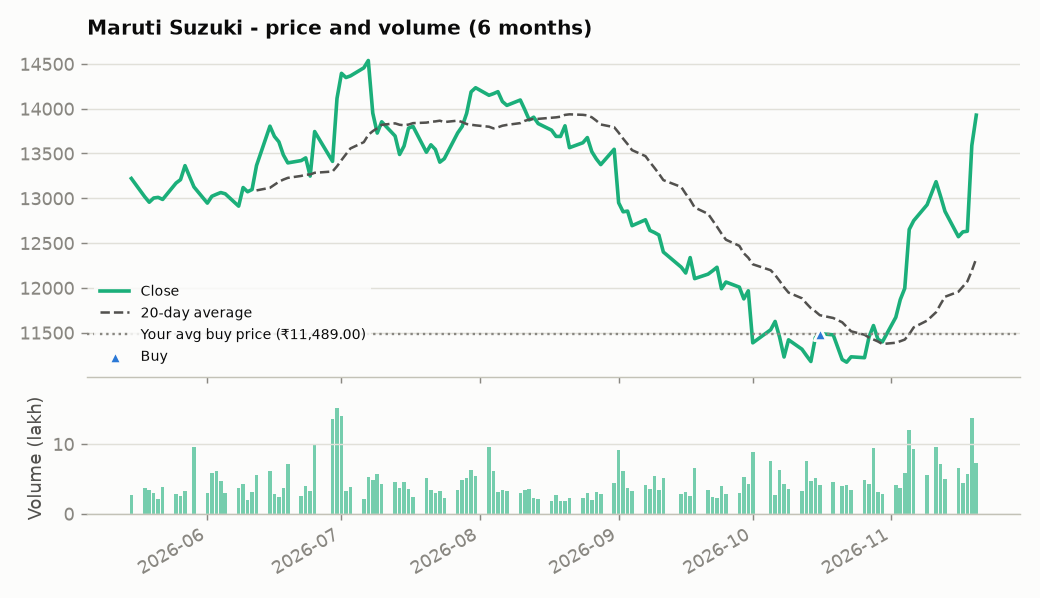 Maruti Suzuki - price and volume (6 months)
14500
14000
13500
13000
12500
12000
11500
Close
20-day average
Your avg buy price (₹11,489.00)
Buy
Volume (lakh)
10
0
2026-06
2026-07
2026-08
2026-09
2026-10
2026-11